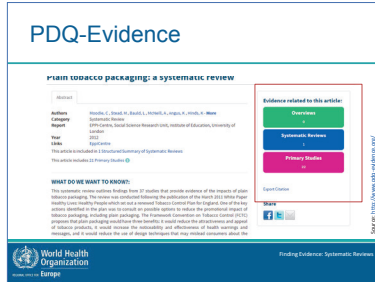 PDQ-Evidence
Plain tobacco packaging: a systematic review
Abstract
Authors Moodie, C, Stead, M, Bauld, L, McNeill, A, Angus, K, Hinds, K - More
Category Systematic Review
Report EPPI-Centre, Social Science Research Unit, Institute of Education, University of
London
Year 2012
Links EppiCentre
This article is included in 1 Structured Summary of Systematic Reviews
This article includes 21 Primary Studies
WHAT DO WE WANT TO KNOW?:
This systematic review outlines findings from 37 studies that provide evidence of the impacts of plain
tobacco packaging. The review was conducted following the publication of the March 2011 White Paper
Healthy Lives: Healthy People which set out a renewed Tobacco Control Plan for England. One of the key
actions identified in the plan was to consult on possible options to reduce the promotional impact of
tobacco packaging, including plain packaging. The Framework Convention on Tobacco Control (FCTC)
proposes that plain packaging would have three benefits: it would reduce the attractiveness and appeal
of tobacco products, it would increase the noticeability and effectiveness of health warnings and
messages, and it would reduce the use of design techniques that may mislead consumers about the
Evidence related to this article:
Overviews
Systematic Reviews
1
Primary Studies
Export Citation
Share
Source: http://www.pdq-evidence.org/
World Health
Organization
Europe
Finding Evidence: Systematic Reviews